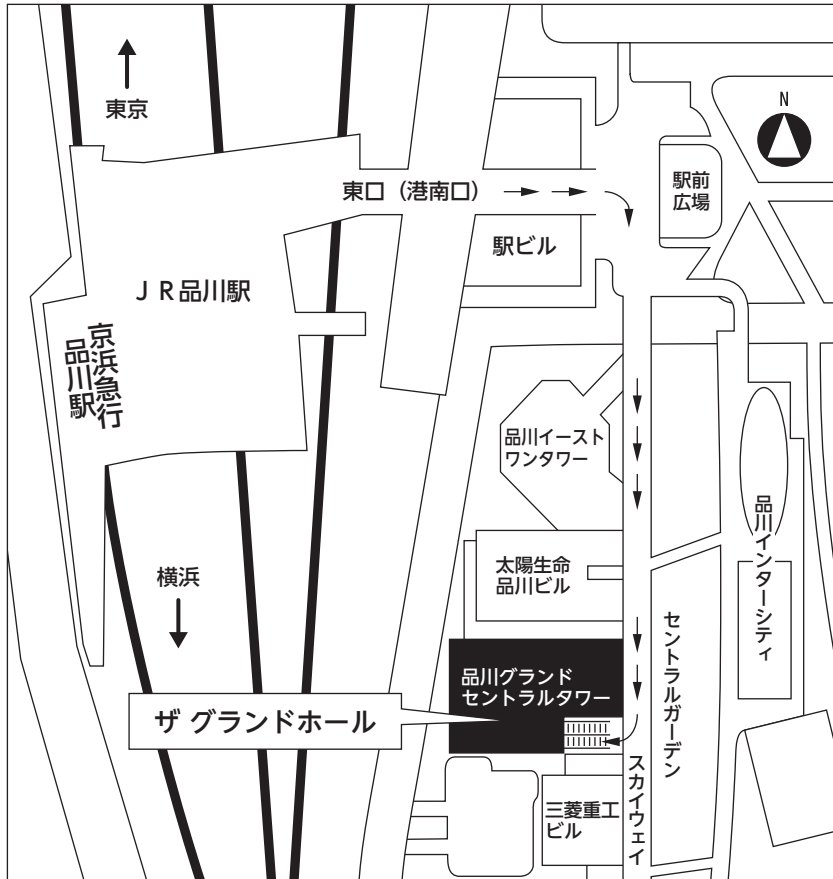 東京
N
東口（港南口）
駅前
広場
駅ビル
ＪＲ品川駅
京浜急行
品川駅
品川イースト
ワンタワー
品川インターシティ
太陽生命
品川ビル
横浜
セントラルガーデン
品川グランド
セントラルタワー
ザ グランドホール
スカイウェイ
三菱重工
ビル